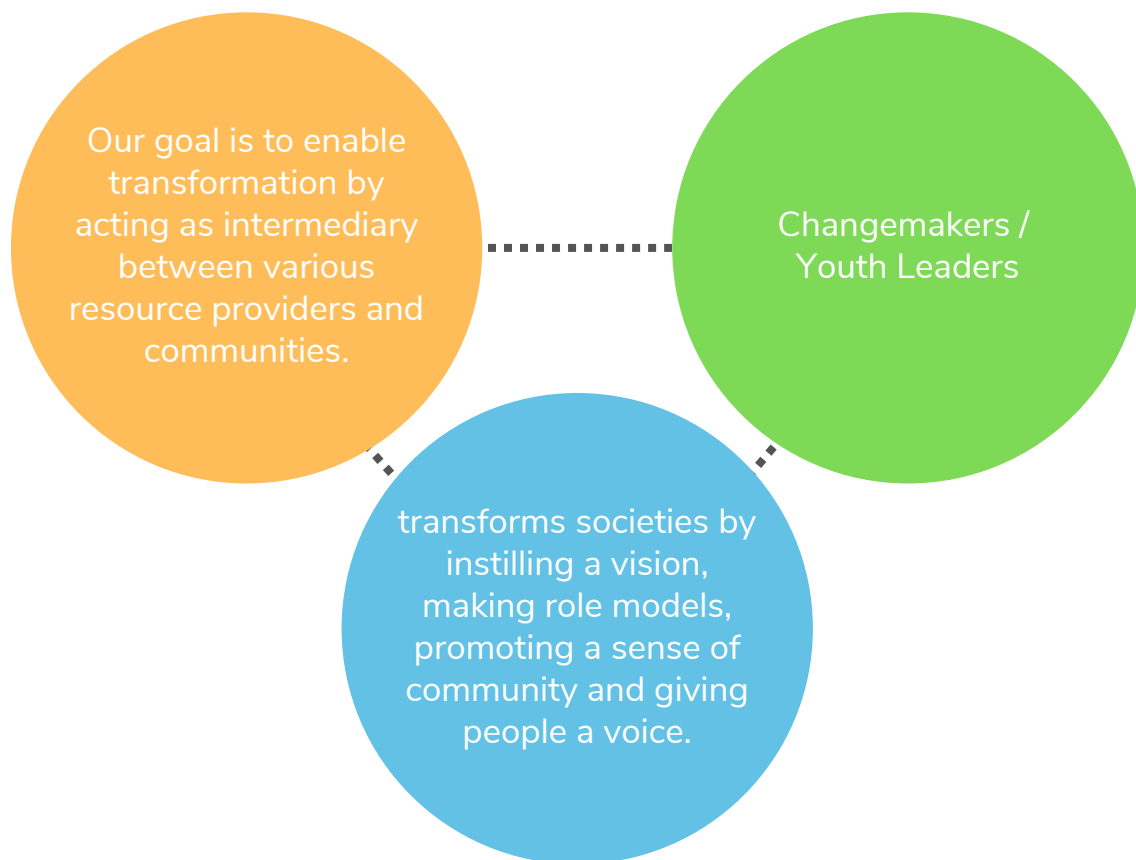 Our goal is to enable
transformation by
acting as intermediary
between various
resource providers and
communities.
Changemakers /
Youth Leaders
transforms societies by
instilling a vision,
making role models,
promoting a sense of
community and giving
people a voice.